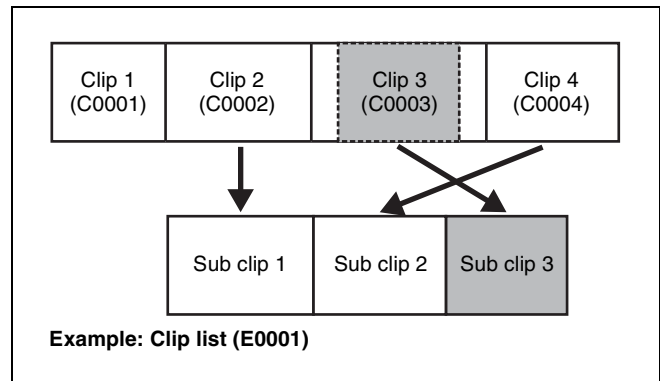 Clip 1
(C0001)
Clip 2
(C0002)
Clip 3
(C0003)
Clip 4
(C0004)
Sub clip 1
Sub clip 2
Sub clip 3
Example: Clip list (E0001)